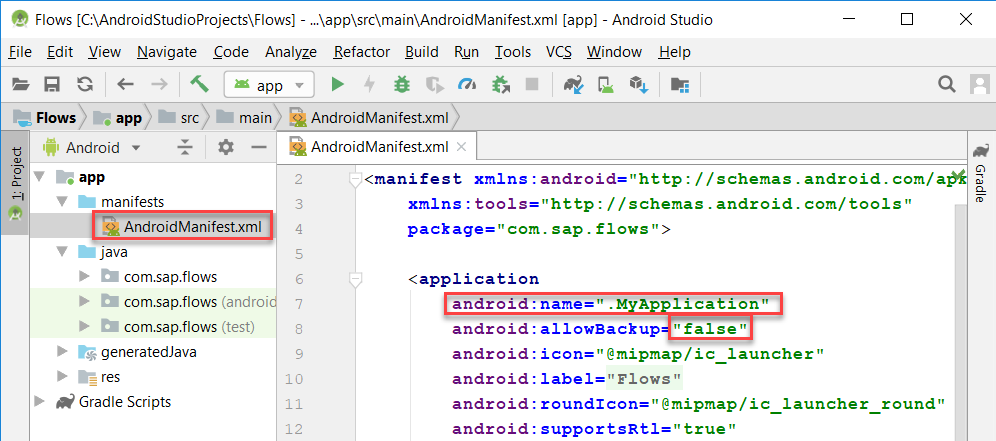 Flows [C:\AndroidStudioProjects\Flows] - ...\app\src\main\AndroidManifest.xml [app] - Android Studio
File Edit View Navigate Code Analyze Refactor Build Run Tools VCS Window Help
app
Flows app src main AndroidManifest.xml
1: Project
Android
app
manifests
AndroidManifest.xml
java
com.sap.flows
com.sap.flows (android
com.sap.flows (test)
generatedJava
res
Gradle Scripts
AndroidManifest.xml
2 <manifest xmlns:android="http://schemas.android.com/apk
3 xmlns:tools="http://schemas.android.com/tools"
4 package="com.sap.flows">
5
6 <application
7 android:name=".MyApplication"
8 android:allowBackup="false"
9 android:icon="@mipmap/ic_launcher"
10 android:label="Flows"
11 android:roundIcon="@mipmap/ic_launcher_round"
12 android:supportsRtl="true"
Gradle